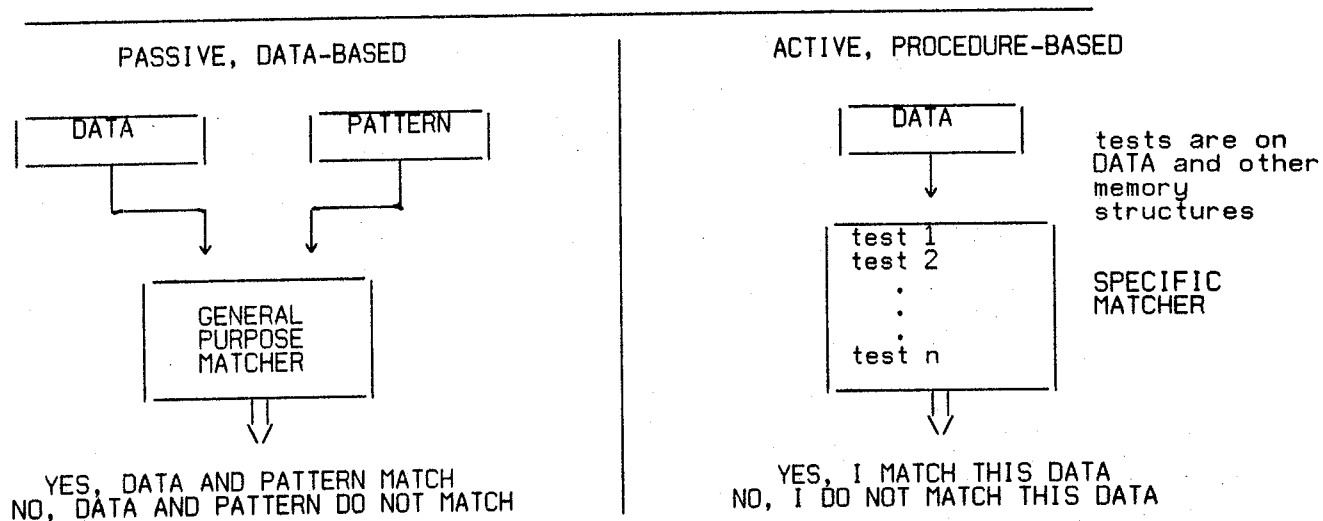 PASSIVE, DATA-BASED
DATA
PATTERN
GENERAL
PURPOSE
MATCHER
YES, DATA AND PATTERN MATCH
NO, DATA AND PATTERN DO NOT MATCH
ACTIVE, PROCEDURE-BASED
DATA
tests are on
DATA and other
memory
structures
test 1
test 2
.
.
.
test n
SPECIFIC
MATCHER
YES, I MATCH THIS DATA
NO, I DO NOT MATCH THIS DATA